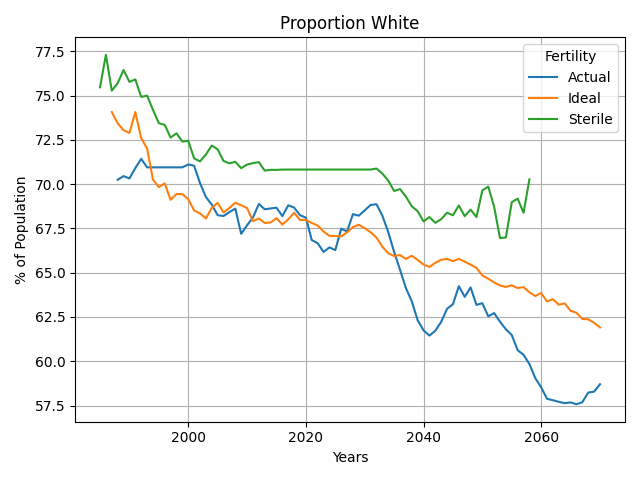 Proportion White
Fertility
Actual
Ideal
Sterile
% of Population
77.5
75.0
72.5
70.0
67.5
65.0
62.5
60.0
57.5
2000
2020
2040
2060
Years